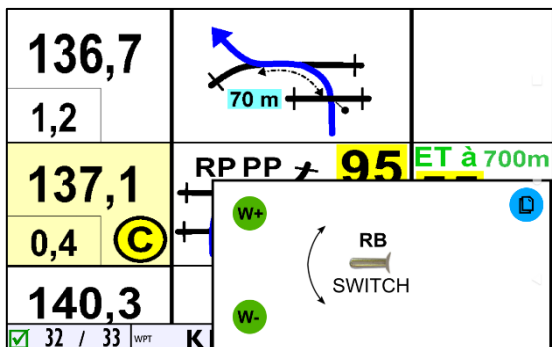 136,7
1,2
70 m
137,1
0,4
C
RP PP
95
ET à 700m
W+
RB
SWITCH
W-
140,3
32 / 33
WPT
K